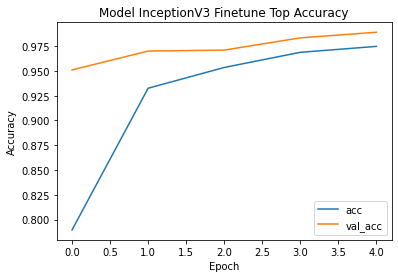 Model InceptionV3 Finetune Top Accuracy
Accuracy
0.975
0.950
0.925
0.900
0.875
0.850
0.825
0.800
0.0 0.5 1.0 1.5 2.0 2.5 3.0 3.5 4.0
Epoch
acc
val_acc